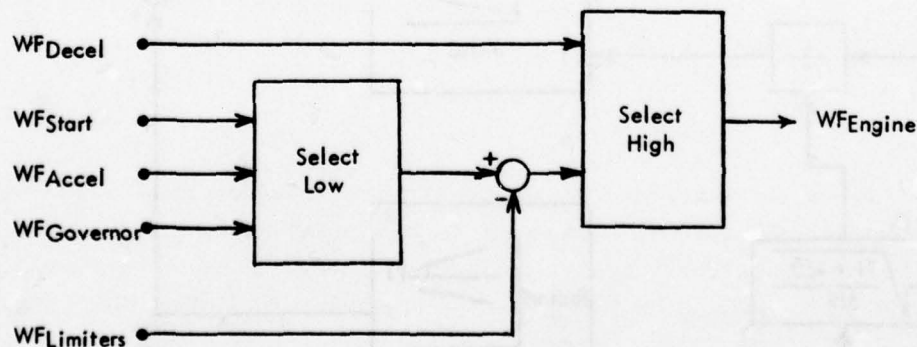 WFDecel
WFStart
WFAccel
WFGovernor
WFLimiters
Select
Low
+
-
Select
High
WFEngine